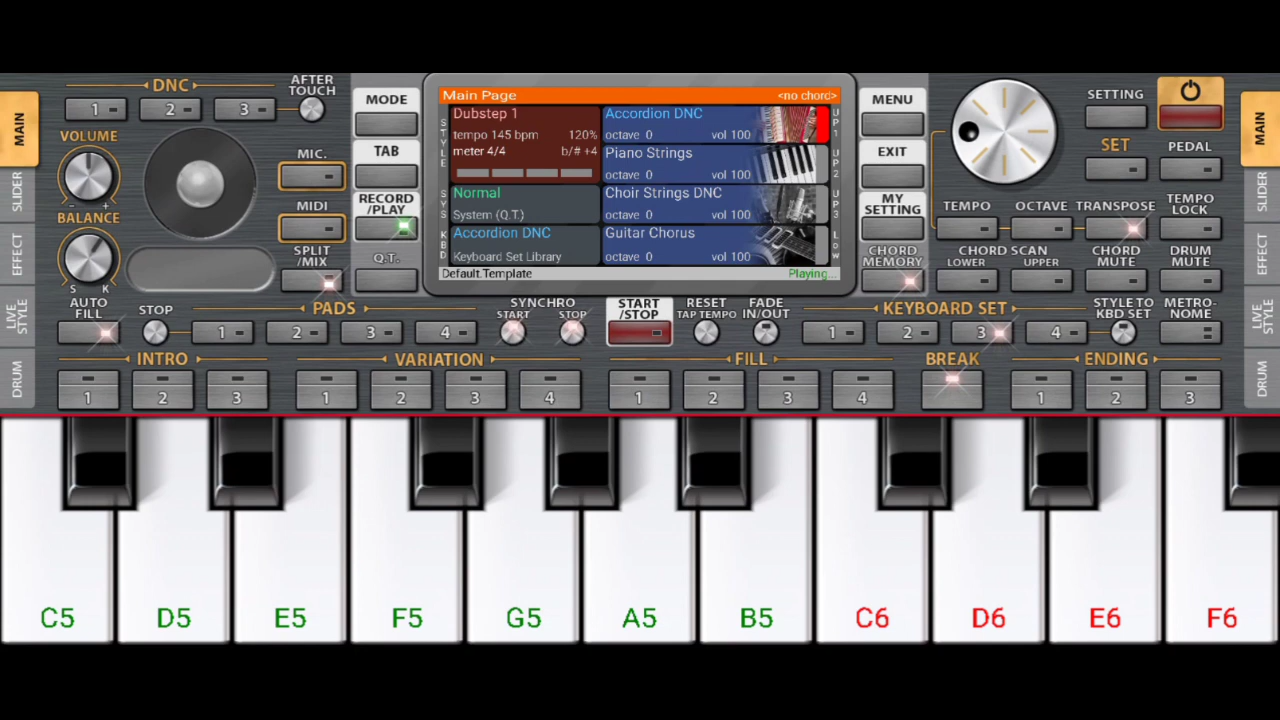 DNC
AFTER
TOUCH
1
2
3
VOLUME
- +
BALANCE
S K
MIC.
MIDI
SPLIT
/MIX
MAIN
SLIDER
EFFECT
LIVE
STYLE
DRUM
MODE
TAB
RECORD
/PLAY
Q.T.
Main Page
<no chord>
STYLE
Dubstep 1
tempo 145 bpm 120%
meter 4/4 b/# +4
SYS
Normal
System (Q.T.)
KBD
Accordion DNC
Keyboard Set Library
Accordion DNC
octave 0 vol 100
UP1
Piano Strings
octave 0 vol 100
UP2
Choir Strings DNC
octave 0 vol 100
UP3
Guitar Chorus
octave 0 vol 100
Low
Default.Template
Playing...
MENU
EXIT
MY
SETTING
CHORD
MEMORY
SETTING
SET
PEDAL
TEMPO
OCTAVE
TRANSPOSE
TEMPO
LOCK
CHORD SCAN
LOWER UPPER
CHORD
MUTE
DRUM
MUTE
MAIN
SLIDER
EFFECT
LIVE
STYLE
DRUM
AUTO
FILL
STOP
PADS
1
2
3
4
SYNCHRO
START STOP
START
/STOP
RESET
TAP TEMPO
FADE
IN/OUT
KEYBOARD SET
1
2
3
4
STYLE TO
KBD SET
METRO-
NOME
INTRO
1
2
3
VARIATION
1
2
3
4
FILL
1
2
3
4
BREAK
ENDING
1
2
3
C5 D5 E5 F5 G5 A5 B5 C6 D6 E6 F6